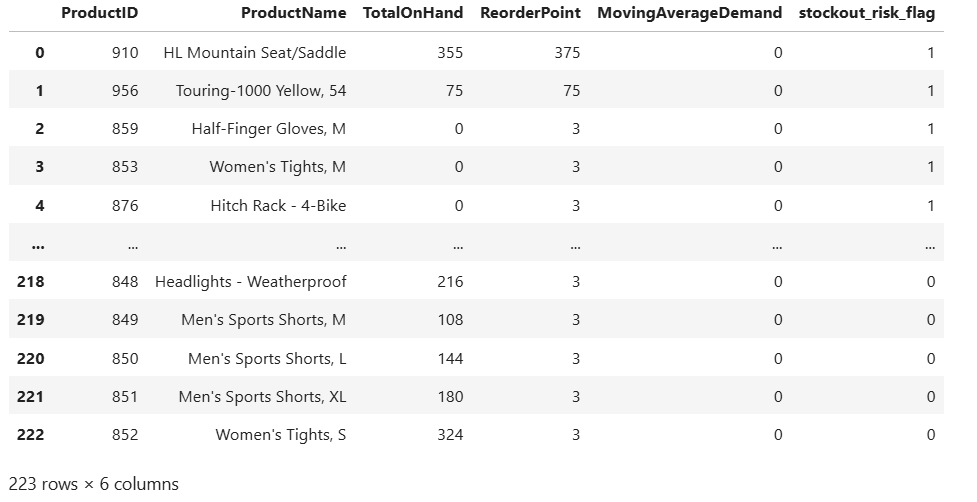 ProductID ProductName TotalOnHand ReorderPoint MovingAverageDemand stockout_risk_flag
0 910 HL Mountain Seat/Saddle 355 375 0 1
1 956 Touring-1000 Yellow, 54 75 75 0 1
2 859 Half-Finger Gloves, M 0 3 0 1
3 853 Women's Tights, M 0 3 0 1
4 876 Hitch Rack - 4-Bike 0 3 0 1
... ... ... ... ... ... ...
218 848 Headlights - Weatherproof 216 3 0 0
219 849 Men's Sports Shorts, M 108 3 0 0
220 850 Men's Sports Shorts, L 144 3 0 0
221 851 Men's Sports Shorts, XL 180 3 0 0
222 852 Women's Tights, S 324 3 0 0
223 rows × 6 columns